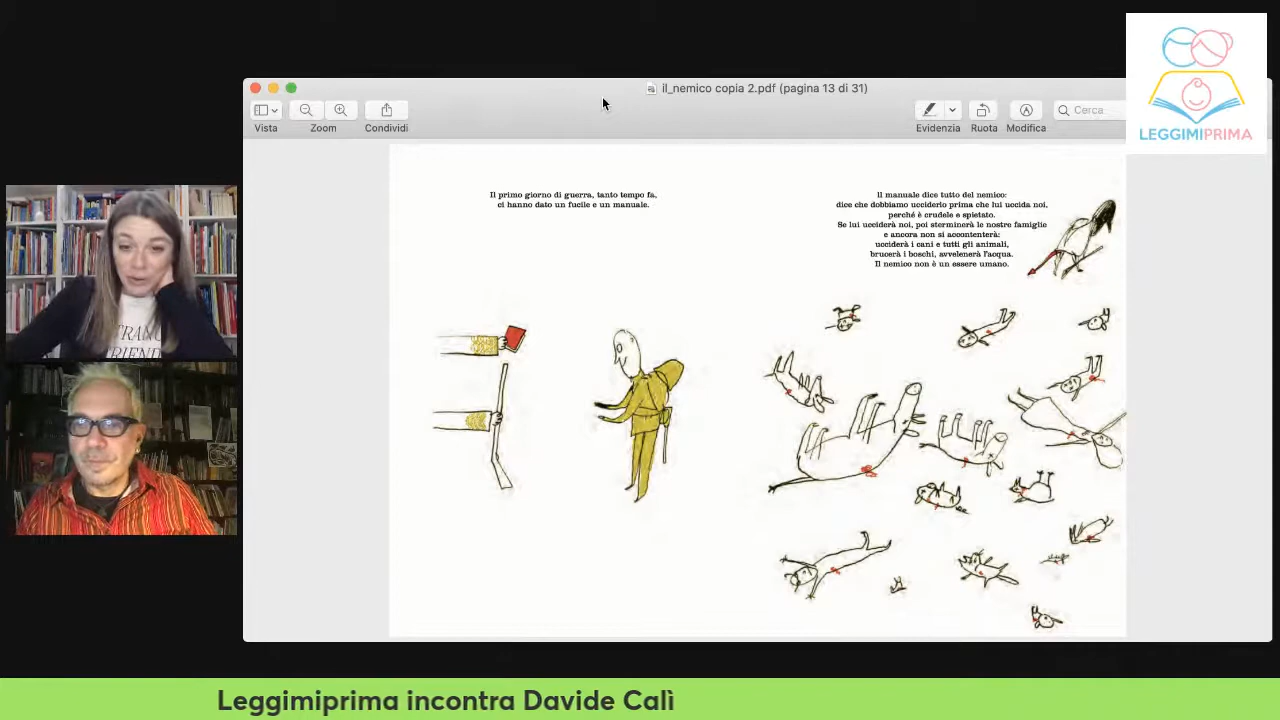 il_nemico copia 2.pdf (pagina 13 di 31)
Vista
Zoom
Condividi
Evidenzia
Ruota
Modifica
Cerca
LEGGIMIPRIMA
Il primo giorno di guerra, tanto tempo fa,
ci hanno dato un fucile e un manuale.
Il manuale dice tutto del nemico:
dice che dobbiamo ucciderlo prima che lui uccida noi,
perché è crudele e spietato.
Se lui ucciderà noi, poi sterminerà le nostre famiglie
e ancora non si accontenterà:
ucciderà i cani e tutti gli animali,
brucerà i boschi, avvelenerà l'acqua.
Il nemico non è un essere umano.
Leggimiprima incontra Davide Calì